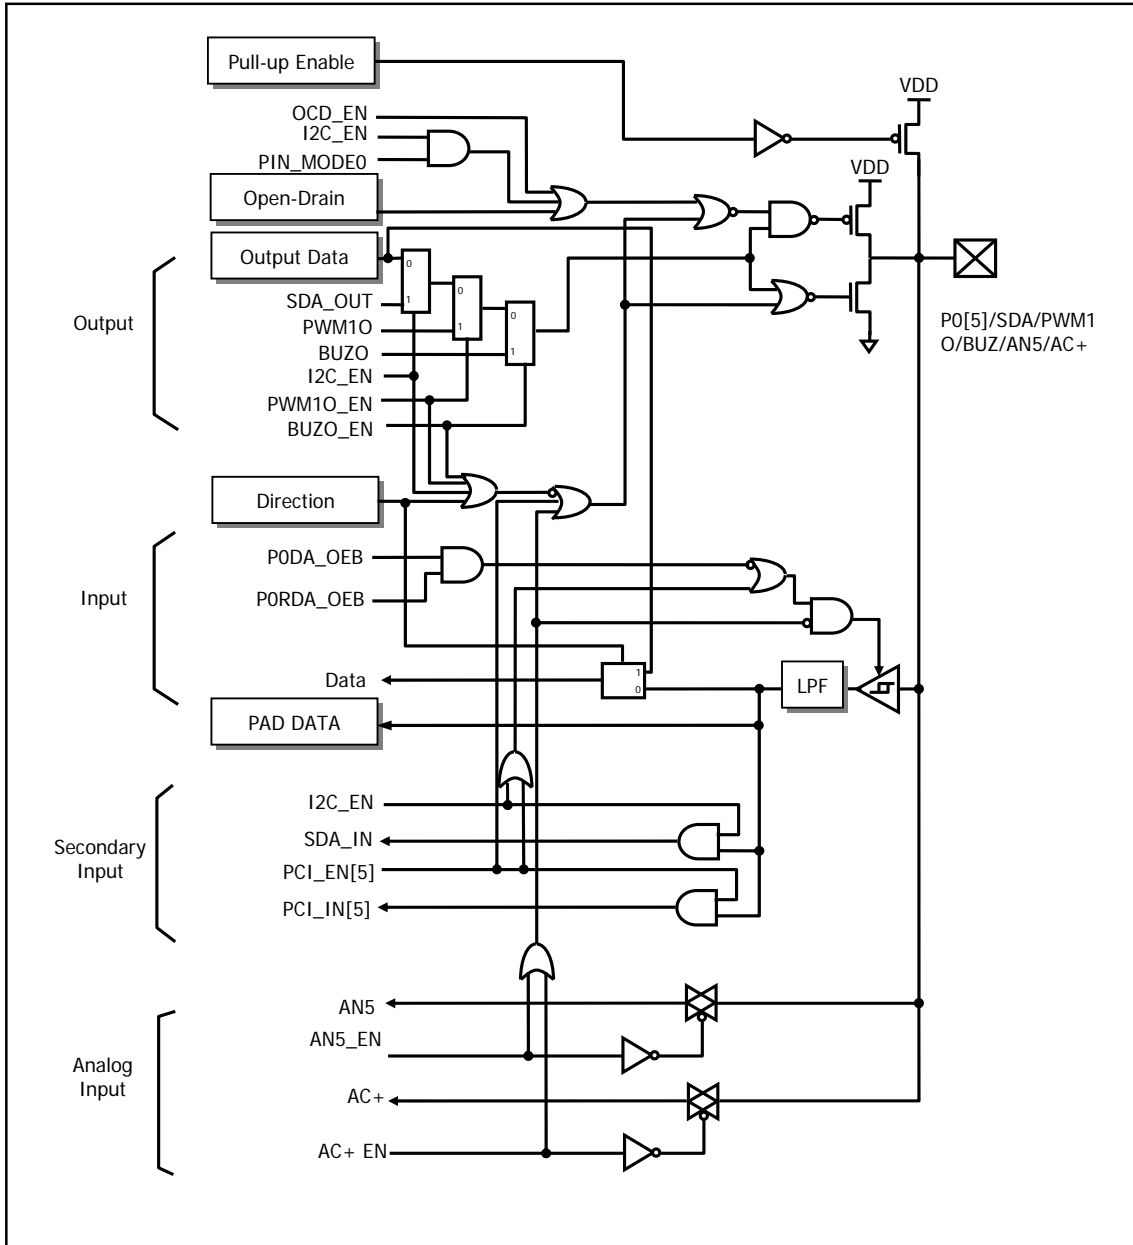 Pull-up Enable
VDD
OCD_EN
I2C_EN
PIN_MODE0
VDD
Open-Drain
Output Data
0
SDA_OUT
1
0
PWM1O
1
0
BUZO
1
I2C_EN
PWM1O_EN
BUZO_EN
Output
P0[5]/SDA/PWM1
O/BUZ/AN5/AC+
Direction
P0DA_OEB
P0RDA_OEB
Input
Data
1
0
LPF
PAD DATA
I2C_EN
SDA_IN
Secondary
Input
PCI_EN[5]
PCI_IN[5]
AN5
AN5_EN
Analog
Input
AC+
AC+ EN